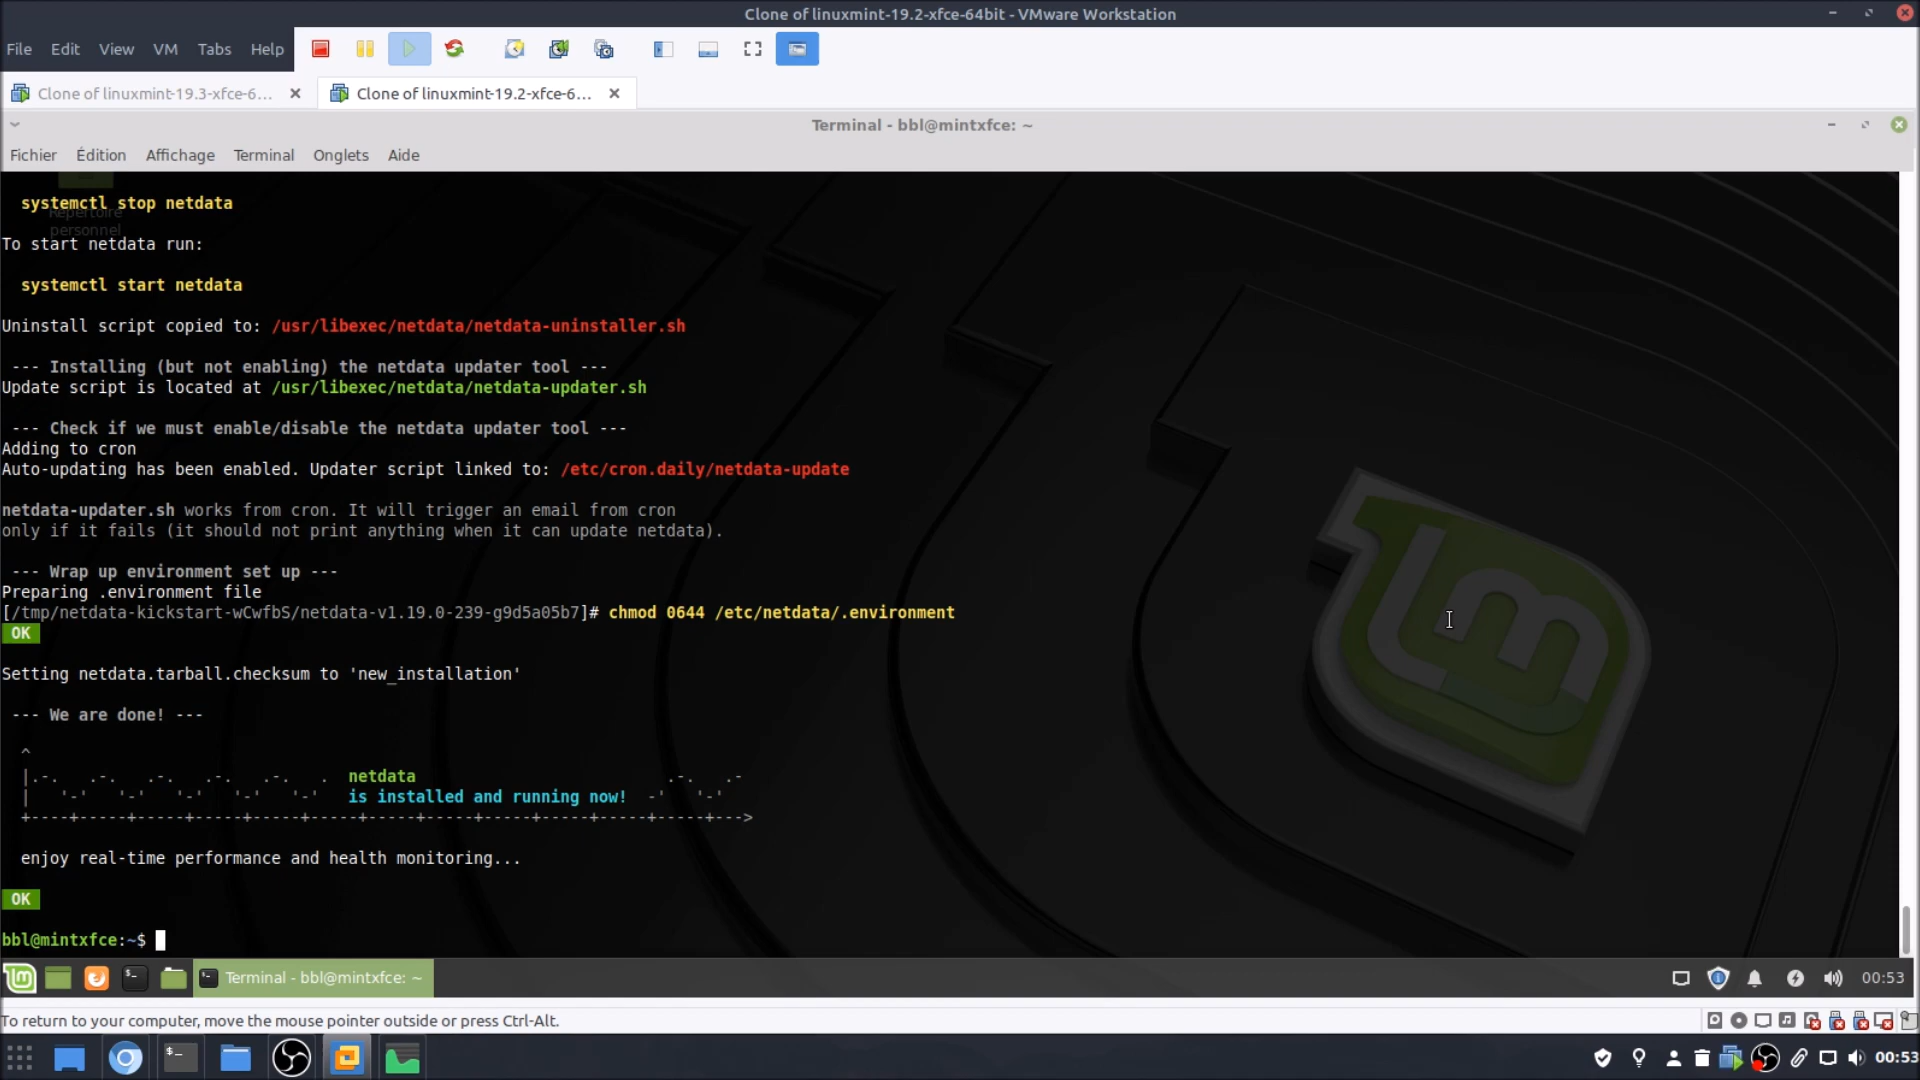 Clone of linuxmint-19.2-xfce-64bit - VMware Workstation
File Edit View VM Tabs Help
Clone of linuxmint-19.3-xfce-6... Clone of linuxmint-19.2-xfce-6...
Terminal - bbl@mintxfce: ~
Fichier Édition Affichage Terminal Onglets Aide
systemctl stop netdata
Répertoire
personnel
To start netdata run:
systemctl start netdata
Uninstall script copied to: /usr/libexec/netdata/netdata-uninstaller.sh
--- Installing (but not enabling) the netdata updater tool ---
Update script is located at /usr/libexec/netdata/netdata-updater.sh
--- Check if we must enable/disable the netdata updater tool ---
Adding to cron
Auto-updating has been enabled. Updater script linked to: /etc/cron.daily/netdata-update
netdata-updater.sh works from cron. It will trigger an email from cron
only if it fails (it should not print anything when it can update netdata).
--- Wrap up environment set up ---
Preparing .environment file
[/tmp/netdata-kickstart-wCwfbS/netdata-v1.19.0-239-g9d5a05b7]# chmod 0644 /etc/netdata/.environment
OK
Setting netdata.tarball.checksum to 'new_installation'
--- We are done! ---
^
|.-. .-. .-. .-. .-. . netdata .-. .-
| '-' '-' '-' '-' '-' is installed and running now! -' '-'
+----+-----+-----+-----+-----+-----+-----+-----+-----+-----+-----+-----+--->
enjoy real-time performance and health monitoring...
OK
bbl@mintxfce:~$
Terminal - bbl@mintxfce: ~ 00:53
To return to your computer, move the mouse pointer outside or press Ctrl-Alt.
00:53